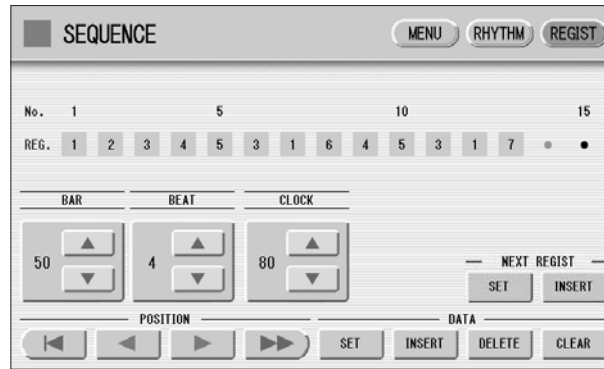 SEQUENCE MENU RHYTHM REGIST
No. 1 5 10 15
REG. 1 2 3 4 5 3 1 6 4 5 3 1 7
BAR BEAT CLOCK
50 4 80
NEXT REGIST
SET INSERT
POSITION DATA
SET INSERT DELETE CLEAR